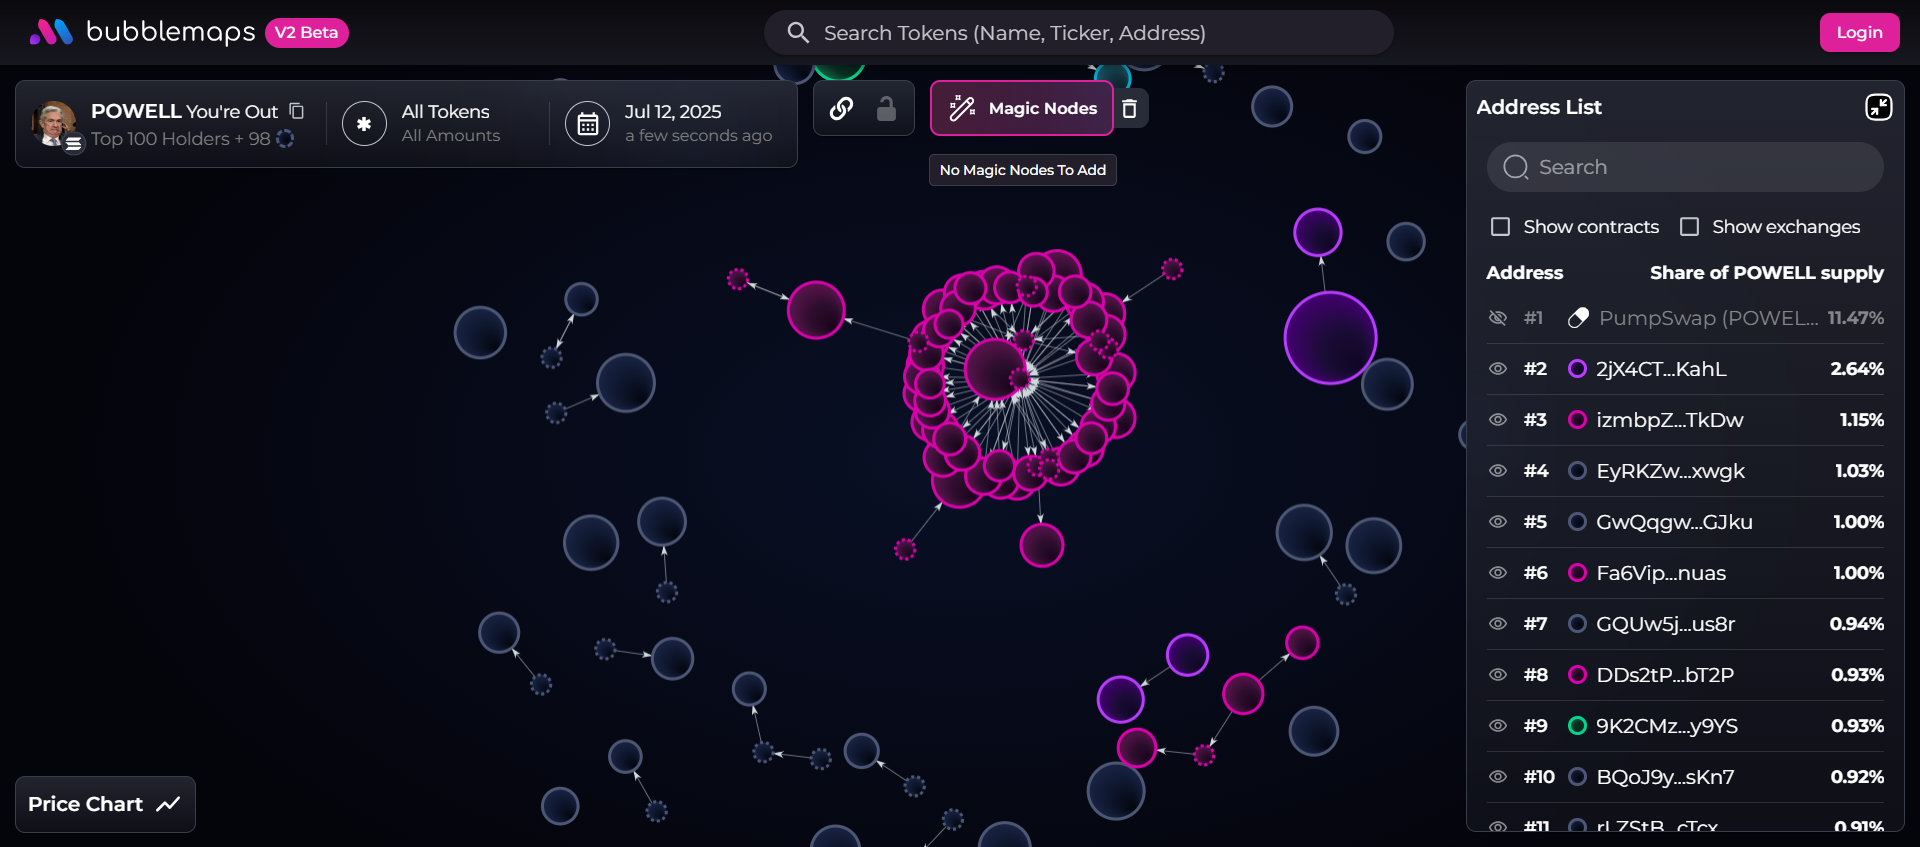 bubblemaps V2 Beta
Search Tokens (Name, Ticker, Address)
Login
POWELL You're Out
Top 100 Holders + 98
All Tokens
All Amounts
Jul 12, 2025
a few seconds ago
Magic Nodes
No Magic Nodes To Add
Address List
Search
Show contracts Show exchanges
Address Share of POWELL supply
#1 PumpSwap (POWEL... 11.47%
#2 2jX4CT...KahL 2.64%
#3 izmbpZ...TkDw 1.15%
#4 EyRKZw...xwgk 1.03%
#5 GwQqgw...GJku 1.00%
#6 Fa6Vip...nuas 1.00%
#7 GQUw5j...us8r 0.94%
#8 DDs2tP...bT2P 0.93%
#9 9K2CMz...y9YS 0.93%
#10 BQoJ9y...sKn7 0.92%
#11 rLZStB...cTcx 0.91%
Price Chart